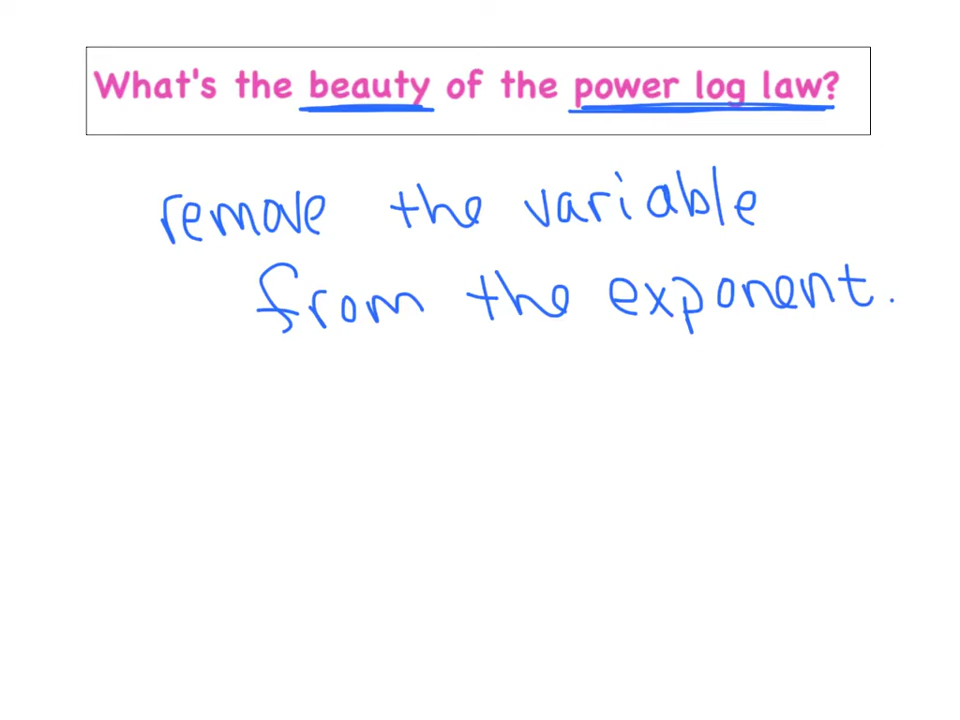 What's the beauty of the power log law?
remove the variable
from the exponent.